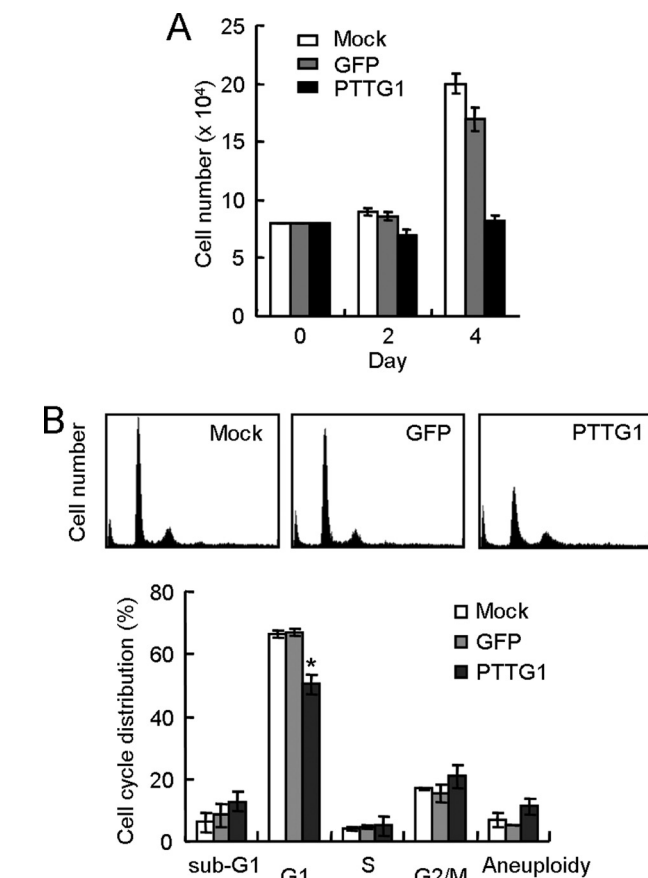 A
25
20
15
10
5
0
Cell number (x 10⁴)
Mock
GFP
PTTG1
0 2 4
Day
B
Cell number
Mock
GFP
PTTG1
Cell cycle distribution (%)
80
60
40
20
0
Mock
GFP
PTTG1
*
sub-G1 G1 S G2/M Aneuploidy